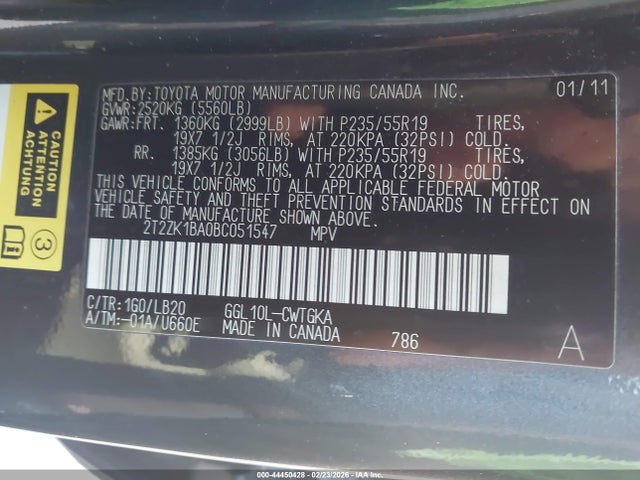 MFD.BY:TOYOTA MOTOR MANUFACTURING CANADA INC. 01/11
GVWR:2520KG (5560LB)
GAWR:FRT. 1360KG (2999LB) WITH P235/55R19 TIRES,
19X7 1/2J RIMS, AT 220KPA (32PSI) COLD.
RR. 1385KG (3056LB) WITH P235/55R19 TIRES,
19X7 1/2J RIMS, AT 220KPA (32PSI) COLD.
THIS VEHICLE CONFORMS TO ALL APPLICABLE FEDERAL MOTOR
VEHICLE SAFETY AND THEFT PREVENTION STANDARDS IN EFFECT ON
THE DATE OF MANUFACTURE SHOWN ABOVE.
2T2ZK1BA0BC051547 MPV
C/TR:1G0/LB20 GGL10L-CWTGKA
A/TM:-01A/U660E MADE IN CANADA 786 A
CAUTION
ATTENTION
CUIDADO
3
000-44450428 - 02/23/2026 - IAAI.COM